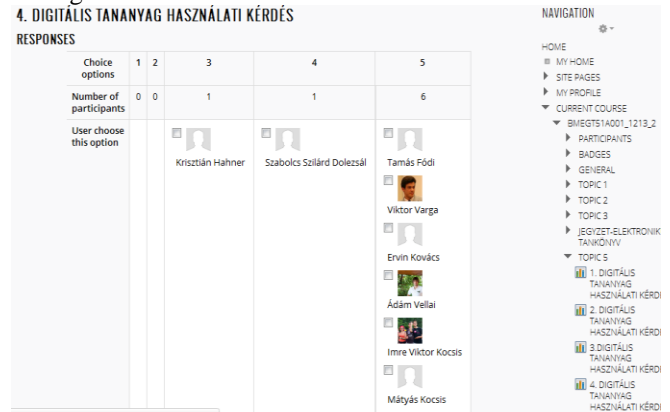 4. DIGITÁLIS TANANYAG HASZNÁLATI KÉRDÉS
RESPONSES
Choice options 1 2 3 4 5
Number of participants 0 0 1 1 6
User choose this option
Krisztián Hahner
Szabolcs Szilárd Dolezsál
Tamás Fódi
Viktor Varga
Ervin Kovács
Ádám Vellai
Imre Viktor Kocsis
Mátyás Kocsis
NAVIGATION
HOME
MY HOME
SITE PAGES
MY PROFILE
CURRENT COURSE
BMEGT51A001_1213_2
PARTICIPANTS
BADGES
GENERAL
TOPIC 1
TOPIC 2
TOPIC 3
JEGYZET-ELEKTRONIK
TANKÖNYV
TOPIC 5
1. DIGITÁLIS
TANANYAG
HASZNÁLATI KÉRD
2. DIGITÁLIS
TANANYAG
HASZNÁLATI KÉRD
3.DIGITÁLIS
TANANYAG
HASZNÁLATI KÉRD
4. DIGITÁLIS
TANANYAG
HASZNÁLATI KÉRD